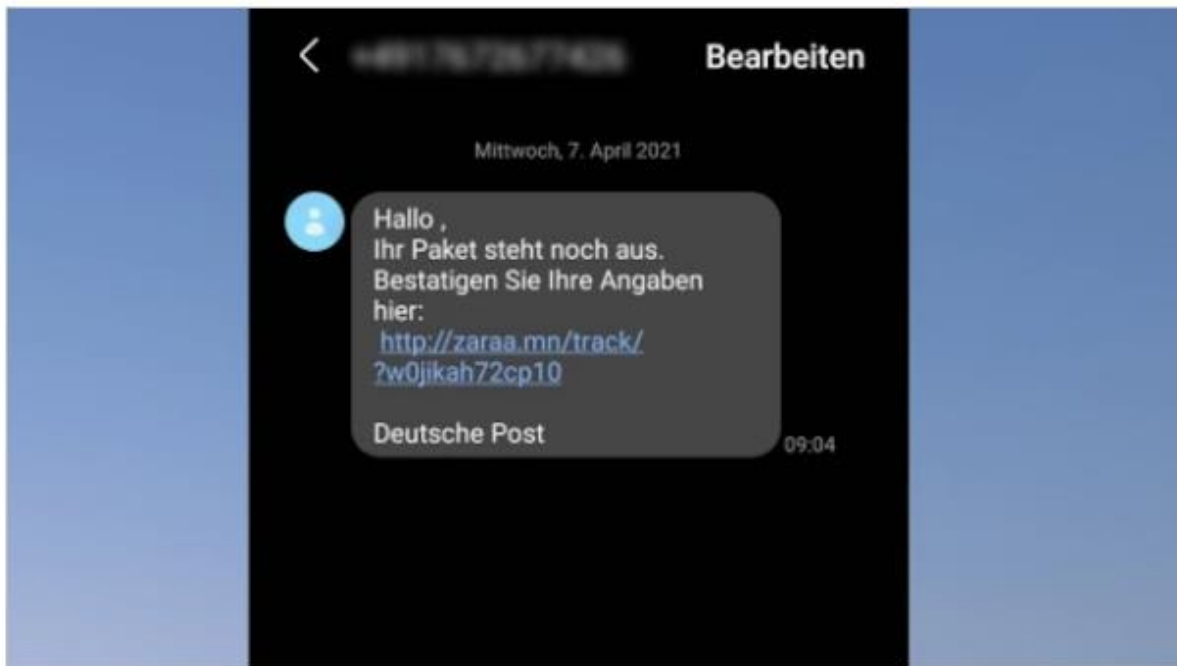 Bearbeiten
Mittwoch, 7. April 2021
Hallo ,
Ihr Paket steht noch aus.
Bestatigen Sie Ihre Angaben
hier:
http://zaraa.mn/track/
?w0jikah72cp10
Deutsche Post
09:04